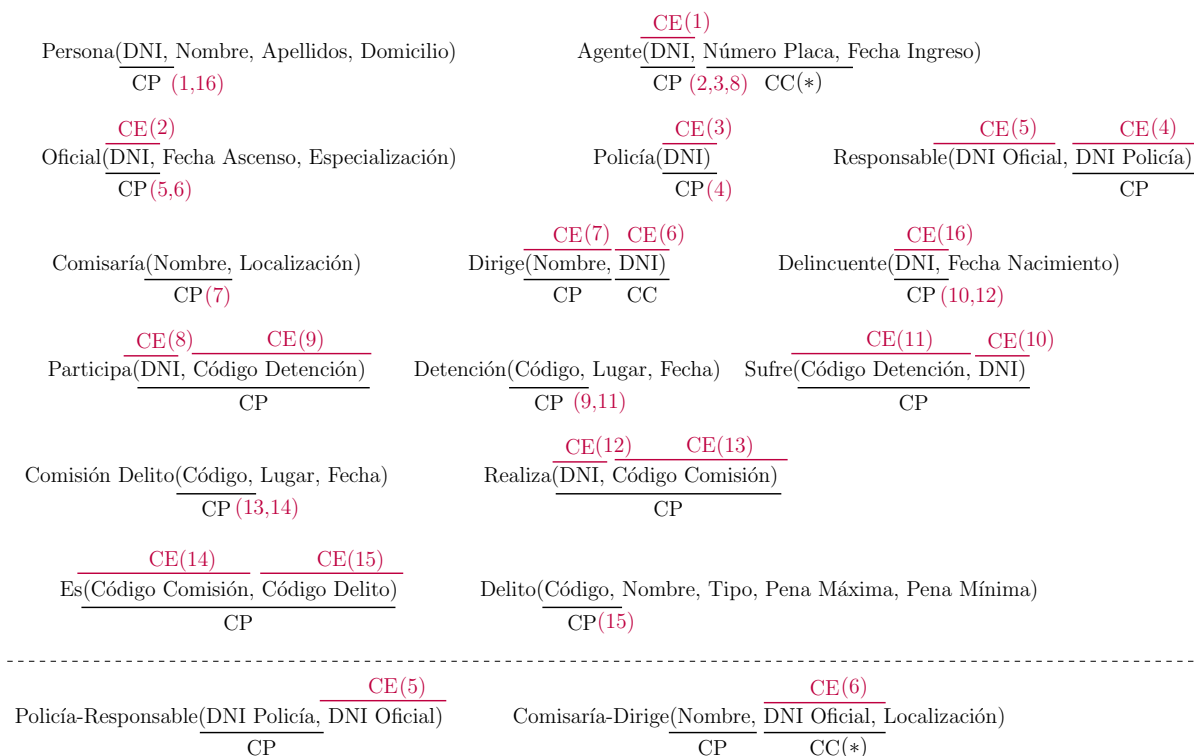 CE(1)
Persona(DNI, Nombre, Apellidos, Domicilio) Agente(DNI, Número Placa, Fecha Ingreso)
CP (1,16) CP (2,3,8) CC(*)
CE(2) CE(3) CE(5) CE(4)
Oficial(DNI, Fecha Ascenso, Especialización) Policía(DNI) Responsable(DNI Oficial, DNI Policía)
CP(5,6) CP(4) CP
CE(7) CE(6) CE(16)
Comisaría(Nombre, Localización) Dirige(Nombre, DNI) Delincuente(DNI, Fecha Nacimiento)
CP(7) CP CC CP (10,12)
CE(8) CE(9) CE(11) CE(10)
Participa(DNI, Código Detención) Detención(Código, Lugar, Fecha) Sufre(Código Detención, DNI)
CP CP (9,11) CP
CE(12) CE(13)
Comisión Delito(Código, Lugar, Fecha) Realiza(DNI, Código Comisión)
CP (13,14) CP
CE(14) CE(15)
Es(Código Comisión, Código Delito) Delito(Código, Nombre, Tipo, Pena Máxima, Pena Mínima)
CP CP(15)
CE(5) CE(6)
Policía-Responsable(DNI Policía, DNI Oficial) Comisaría-Dirige(Nombre, DNI Oficial, Localización)
CP CP CC(*)